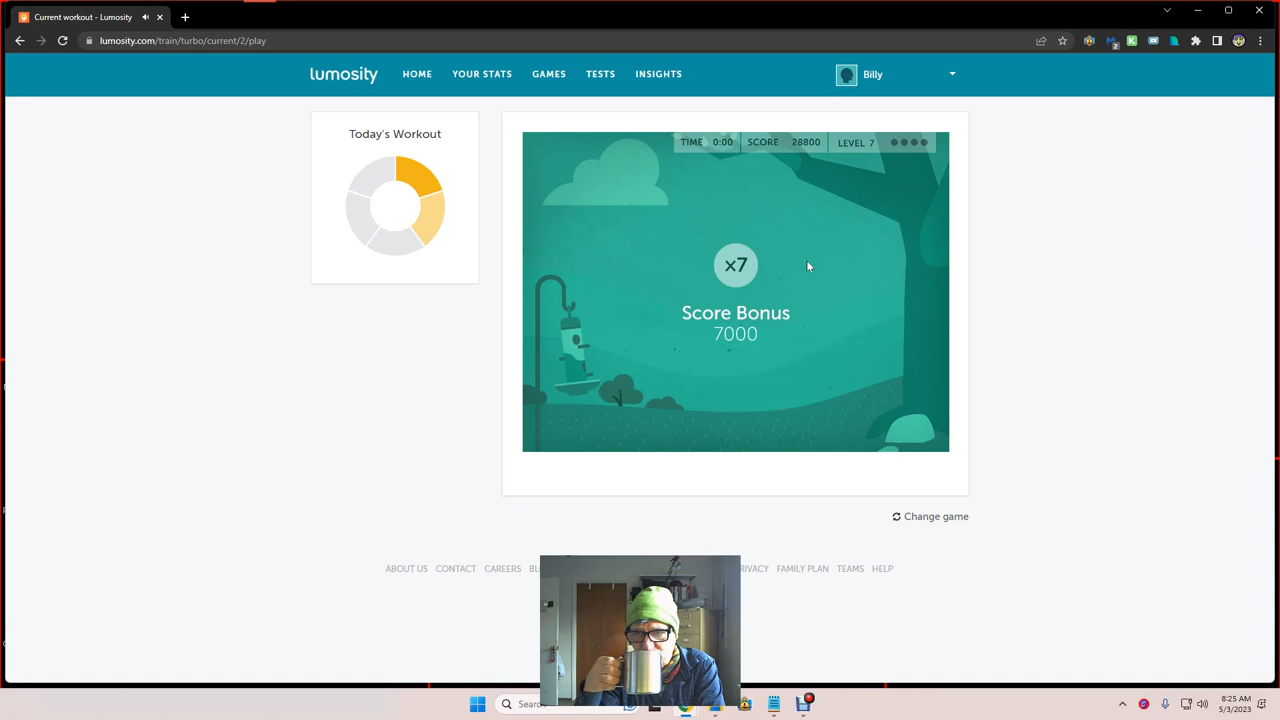 Current workout - Lumosity
lumosity.com/train/turbo/current/2/play
2
lumosity
HOME
YOUR STATS
GAMES
TESTS
INSIGHTS
Billy
Today's Workout
TIME 0:00
SCORE 28800
LEVEL 7
x7
Score Bonus
7000
Change game
ABOUT US
CONTACT
CAREERS
FAMILY PLAN
TEAMS
HELP
8:25 AM
5/3/2023